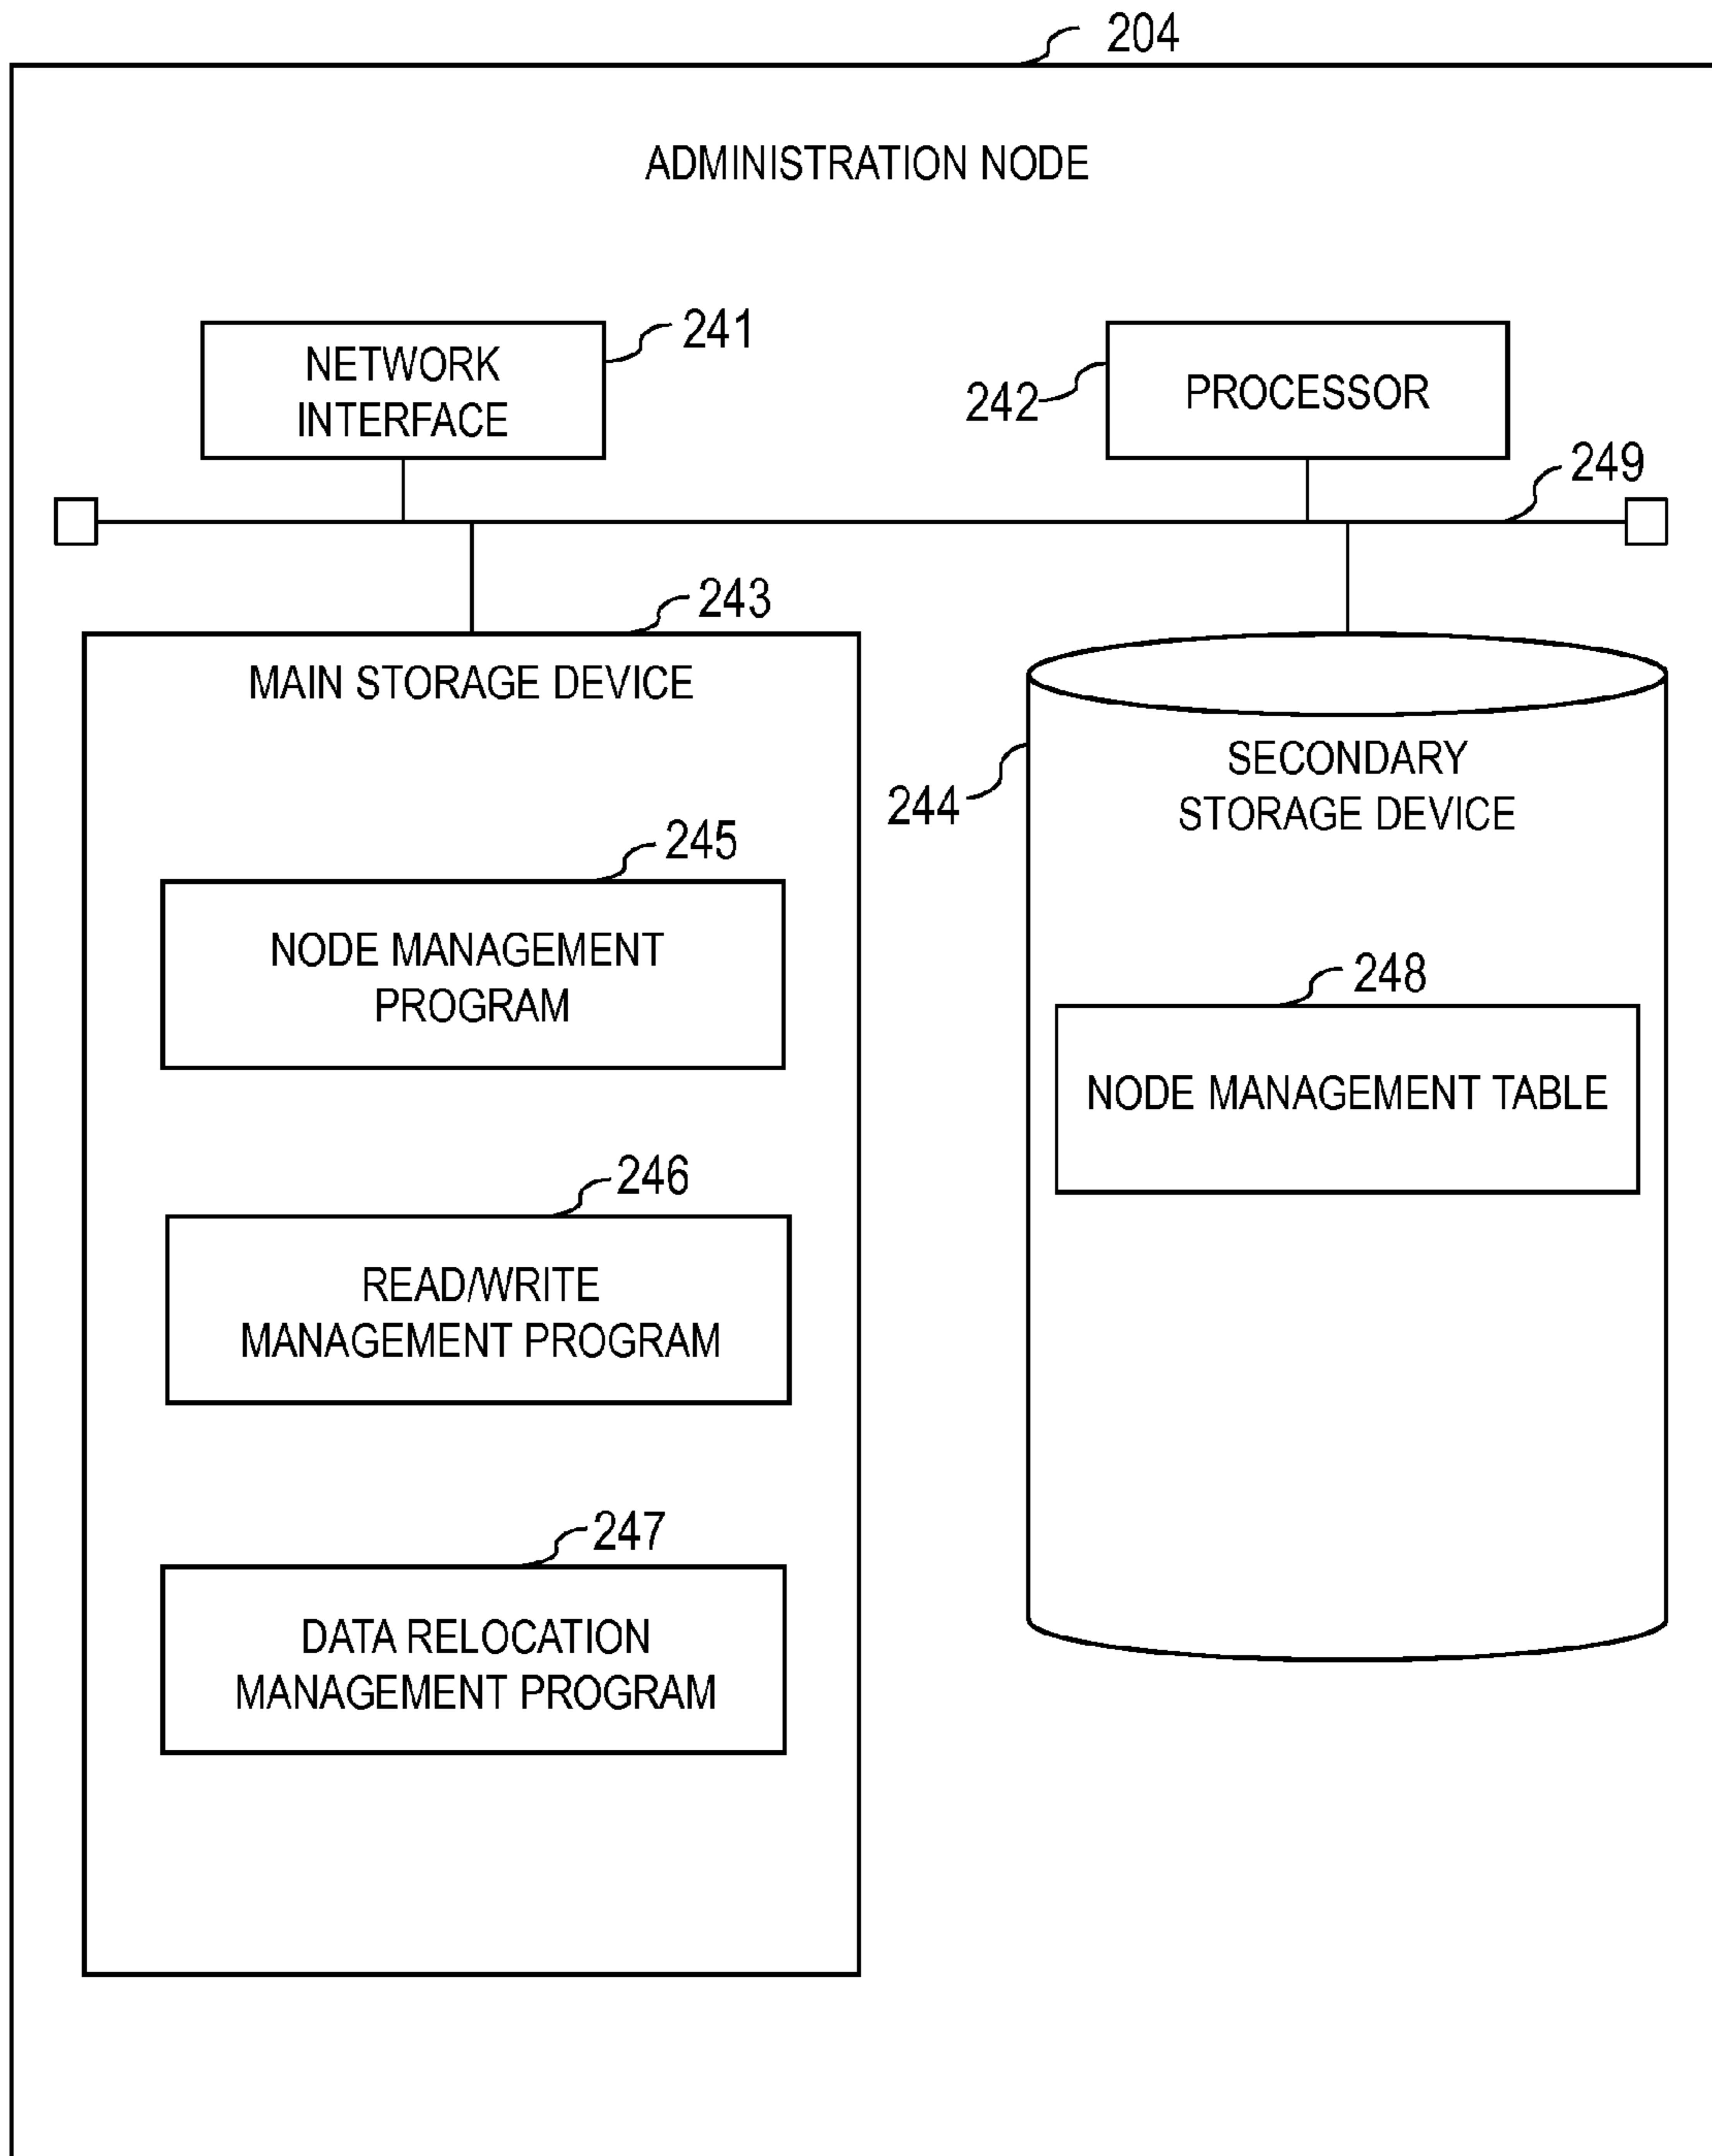 204
ADMINISTRATION NODE
NETWORK
INTERFACE
241
242
PROCESSOR
249
243
MAIN STORAGE DEVICE
245
NODE MANAGEMENT
PROGRAM
246
READ/WRITE
MANAGEMENT PROGRAM
247
DATA RELOCATION
MANAGEMENT PROGRAM
244
SECONDARY
STORAGE DEVICE
248
NODE MANAGEMENT TABLE